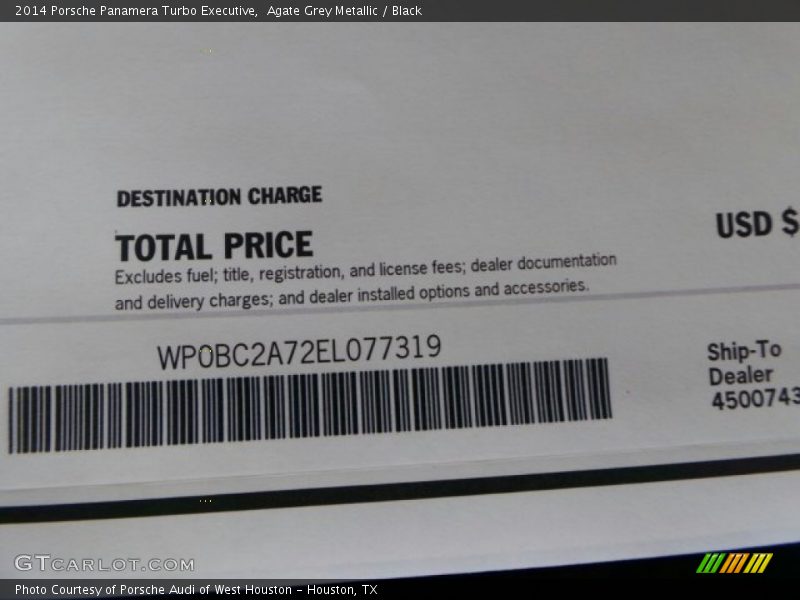 2014 Porsche Panamera Turbo Executive,  Agate Grey Metallic / Black
DESTINATION CHARGE
TOTAL PRICE
USD $
Excludes fuel; title, registration, and license fees; dealer documentation
and delivery charges; and dealer installed options and accessories.
WP0BC2A72EL077319
Ship-To
Dealer
4500743
GTCARLOT.COM
Photo Courtesy of Porsche Audi of West Houston - Houston, TX